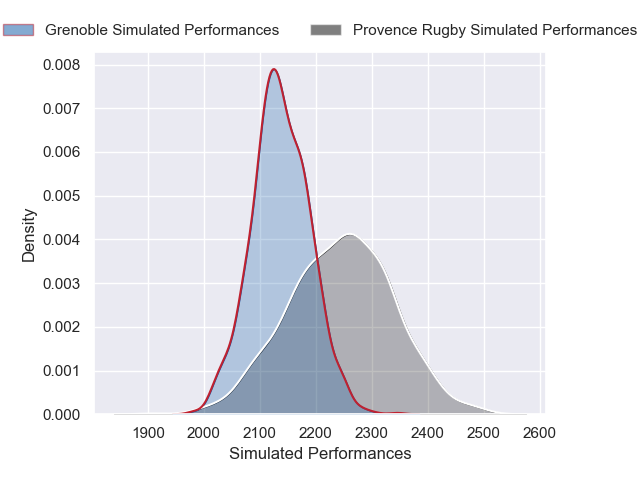 Grenoble Simulated Performances
Provence Rugby Simulated Performances
0.008
0.007
0.006
0.005
0.004
0.003
0.002
0.001
0.000
Density
1900 2000 2100 2200 2300 2400 2500 2600
Simulated Performances